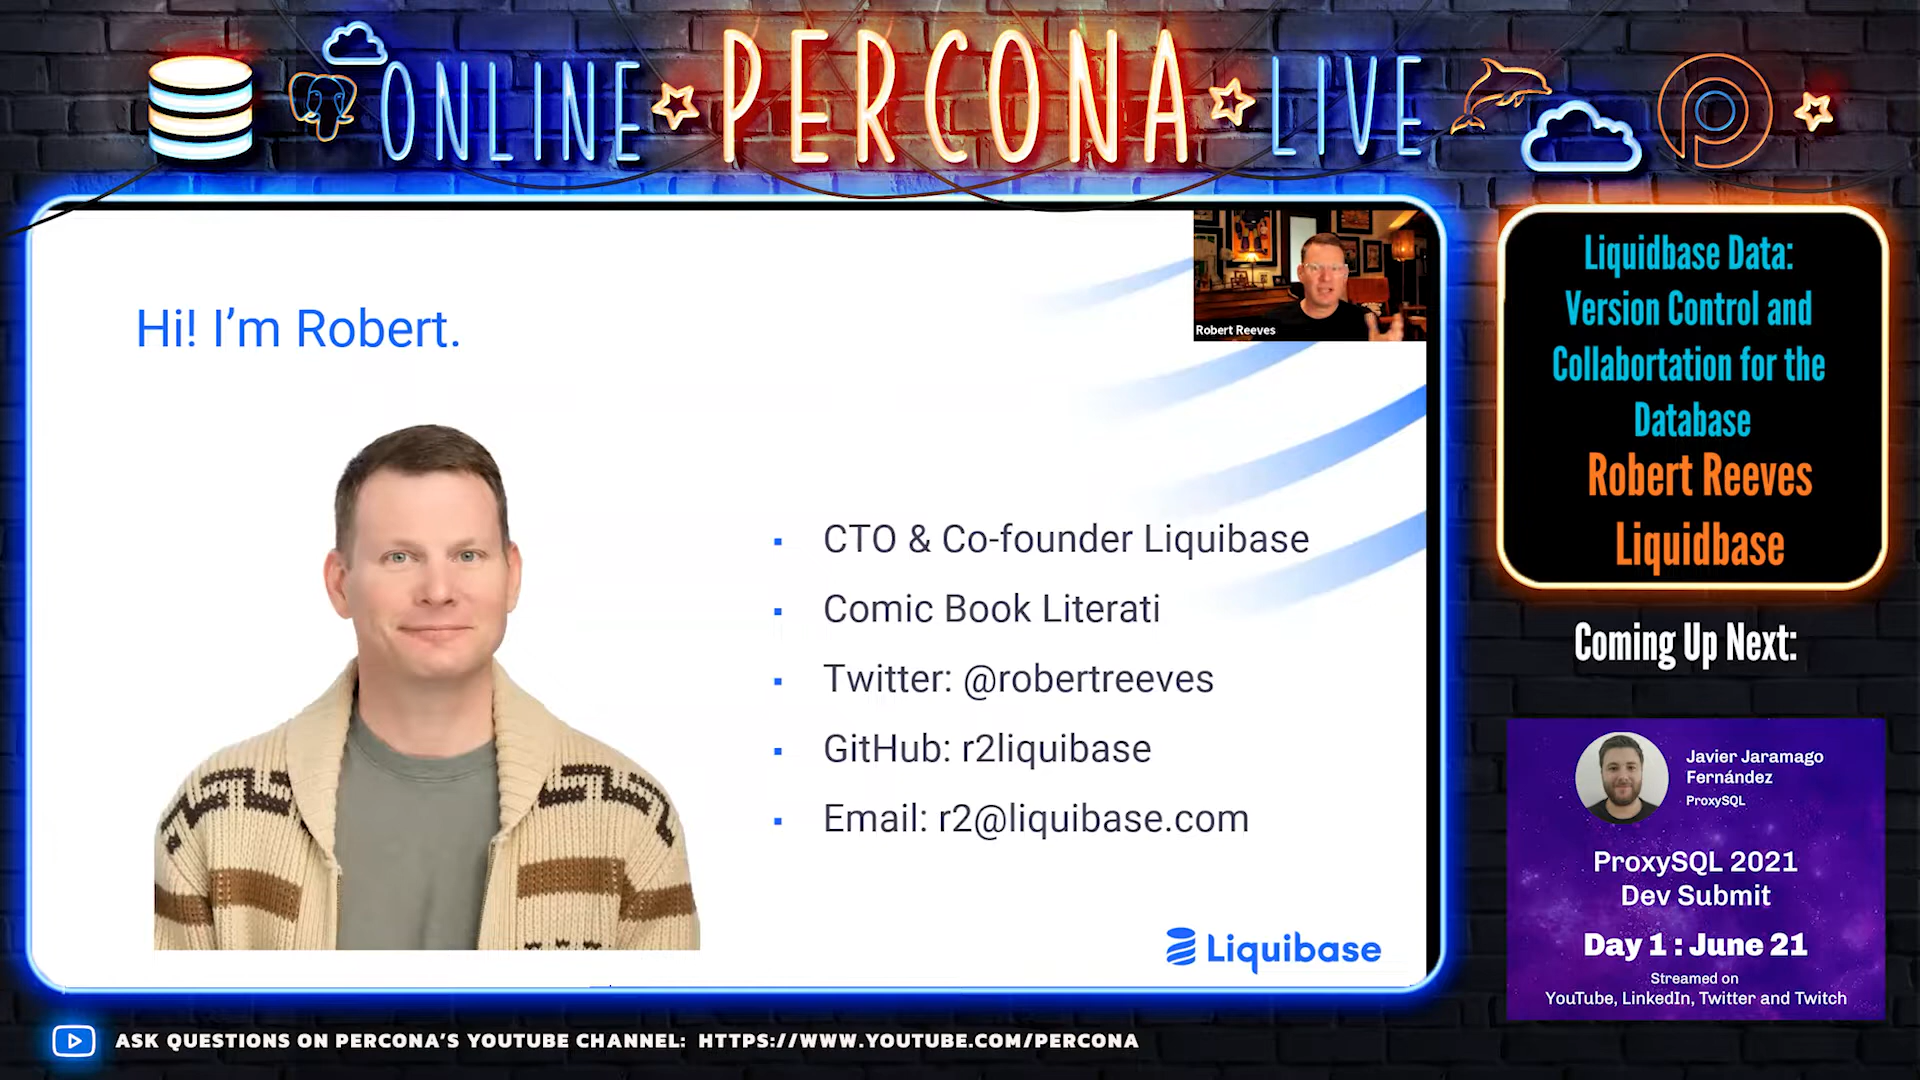 ONLINE PERCONA LIVE
Hi! I'm Robert.
Robert Reeves
CTO & Co-founder Liquibase
Comic Book Literati
Twitter: @robertreeves
GitHub: r2liquibase
Email: r2@liquibase.com
Liquibase
Liquidbase Data:
Version Control and
Collabortation for the
Database
Robert Reeves
Liquidbase
Coming Up Next:
Javier Jaramago
Fernández
ProxySQL
ProxySQL 2021
Dev Submit
Day 1 : June 21
Streamed on
YouTube, LinkedIn, Twitter and Twitch
ASK QUESTIONS ON PERCONA'S YOUTUBE CHANNEL: HTTPS://WWW.YOUTUBE.COM/PERCONA